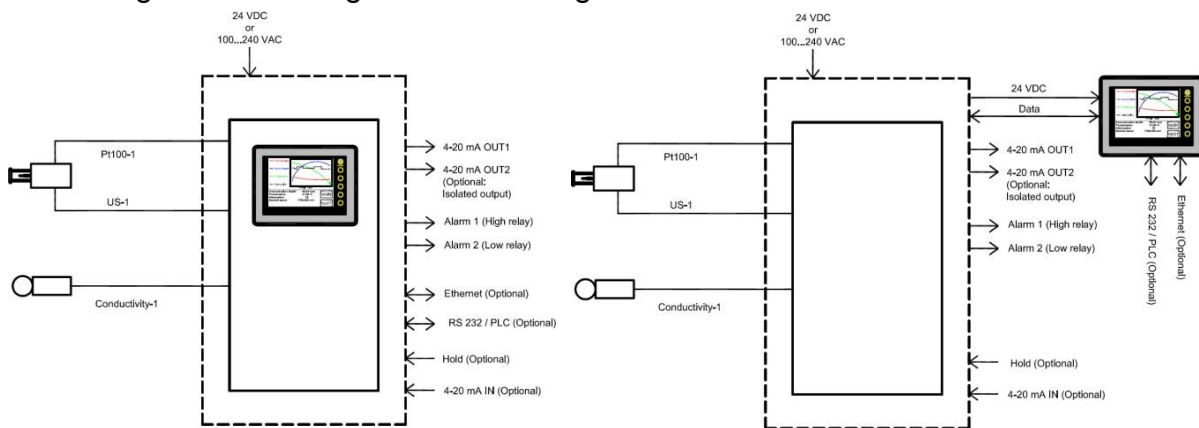 24 VDC
or
100...240 VAC
Pt100-1
US-1
Conductivity-1
4-20 mA OUT1
4-20 mA OUT2
(Optional:
Isolated output)
Alarm 1 (High relay)
Alarm 2 (Low relay)
Ethernet (Optional)
RS 232 / PLC (Optional)
Hold (Optional)
4-20 mA IN (Optional)
24 VDC
or
100...240 VAC
Pt100-1
US-1
Conductivity-1
24 VDC
Data
4-20 mA OUT1
4-20 mA OUT2
(Optional:
Isolated output)
Alarm 1 (High relay)
Alarm 2 (Low relay)
Hold (Optional)
4-20 mA IN (Optional)
RS 232 / PLC (Optional)
Ethernet (Optional)